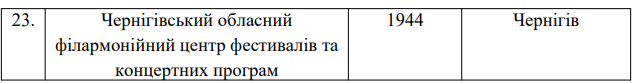 23. Чернігівський обласний 1944 Чернігів
філармонійний центр фестивалів та
концертних програм